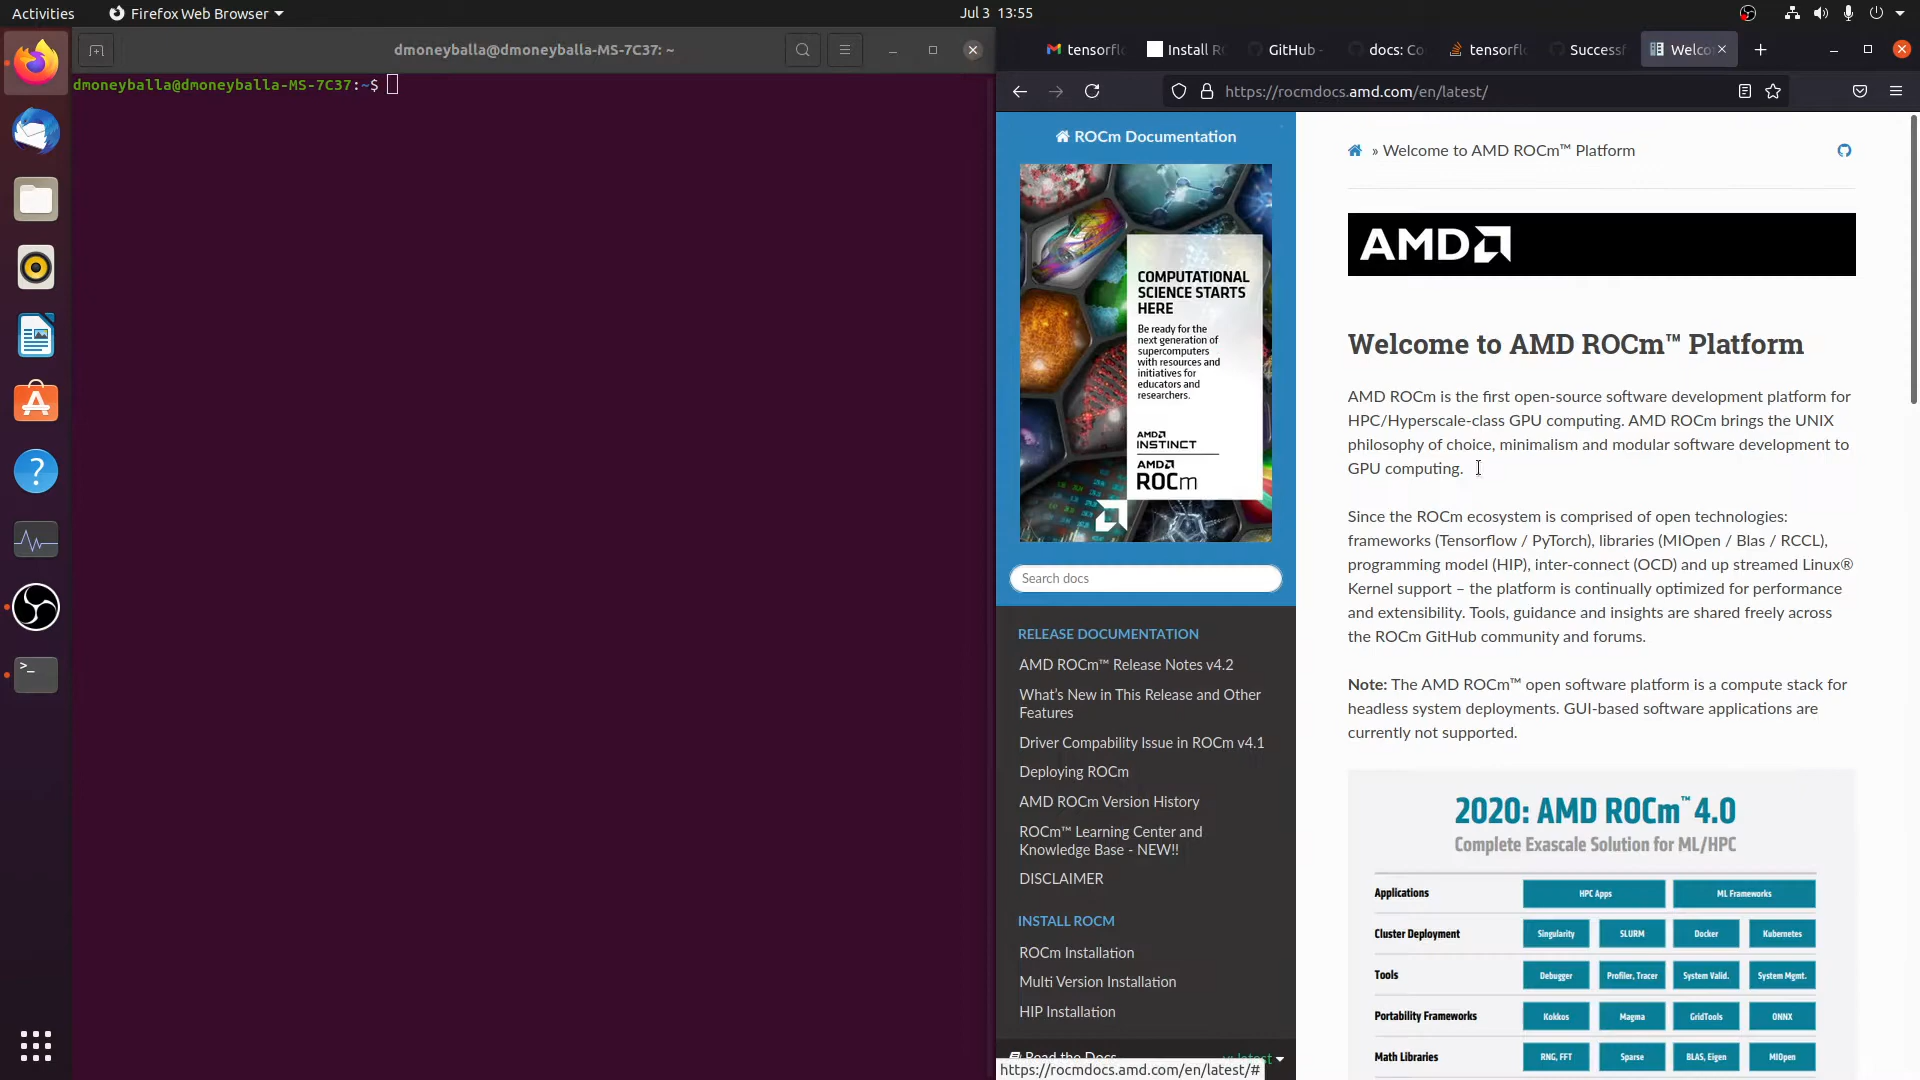 Activities
Firefox Web Browser
Jul 3 13:55
dmoneyballa@dmoneyballa-MS-7C37: ~
dmoneyballa@dmoneyballa-MS-7C37:~$
tensorfl
Install R
GitHub -
docs: Co
tensorfl
Successf
Welco
https://rocmdocs.amd.com/en/latest/
ROCm Documentation
COMPUTATIONAL
SCIENCE STARTS
HERE
Be ready for the
next generation of
supercomputers
with resources and
initiatives for
educators and
researchers.
AMD
INSTINCT
AMD
ROCm
Search docs
RELEASE DOCUMENTATION
AMD ROCm™ Release Notes v4.2
What's New in This Release and Other
Features
Driver Compability Issue in ROCm v4.1
Deploying ROCm
AMD ROCm Version History
ROCm™ Learning Center and
Knowledge Base - NEW!!
DISCLAIMER
INSTALL ROCM
ROCm Installation
Multi Version Installation
HIP Installation
Read the Docs
v: latest
https://rocmdocs.amd.com/en/latest/#
» Welcome to AMD ROCm™ Platform
AMD
Welcome to AMD ROCm™ Platform
AMD ROCm is the first open-source software development platform for
HPC/Hyperscale-class GPU computing. AMD ROCm brings the UNIX
philosophy of choice, minimalism and modular software development to
GPU computing.
Since the ROCm ecosystem is comprised of open technologies:
frameworks (Tensorflow / PyTorch), libraries (MIOpen / Blas / RCCL),
programming model (HIP), inter-connect (OCD) and up streamed Linux®
Kernel support – the platform is continually optimized for performance
and extensibility. Tools, guidance and insights are shared freely across
the ROCm GitHub community and forums.
Note: The AMD ROCm™ open software platform is a compute stack for
headless system deployments. GUI-based software applications are
currently not supported.
2020: AMD ROCm™ 4.0
Complete Exascale Solution for ML/HPC
Applications HPC Apps ML Frameworks
Cluster Deployment Singularity SLURM Docker Kubernetes
Tools Debugger Profiler, Tracer System Valid. System Mgmt.
Portability Frameworks Kokkos Magma GridTools ONNX
Math Libraries RNG, FFT Sparse BLAS, Eigen MIOpen